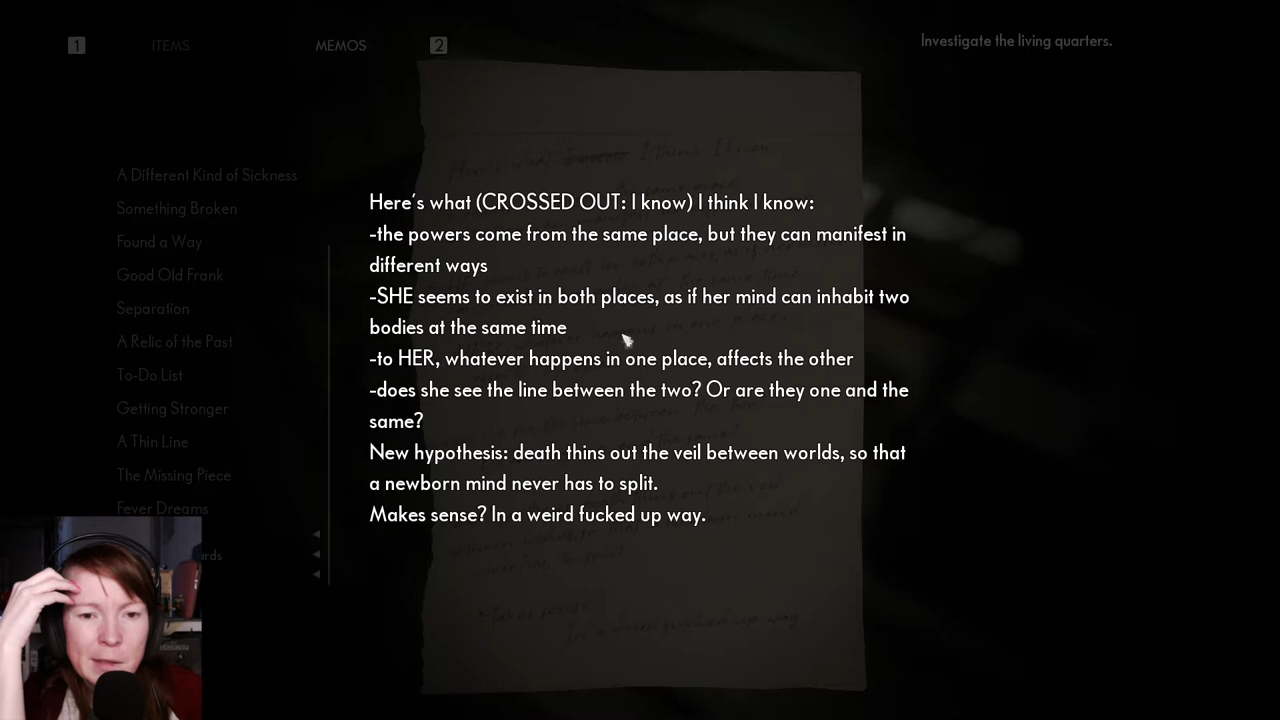 1 ITEMS MEMOS 2 Investigate the living quarters.
A Different Kind of Sickness
Something Broken
Found a Way
Good Old Frank
Separation
A Relic of the Past
To-Do List
Getting Stronger
A Thin Line
The Missing Piece
Fever Dreams
Here's what (CROSSED OUT: I know) I think I know:
-the powers come from the same place, but they can manifest in
different ways
-SHE seems to exist in both places, as if her mind can inhabit two
bodies at the same time
-to HER, whatever happens in one place, affects the other
-does she see the line between the two? Or are they one and the
same?
New hypothesis: death thins out the veil between worlds, so that
a newborn mind never has to split.
Makes sense? In a weird fucked up way.